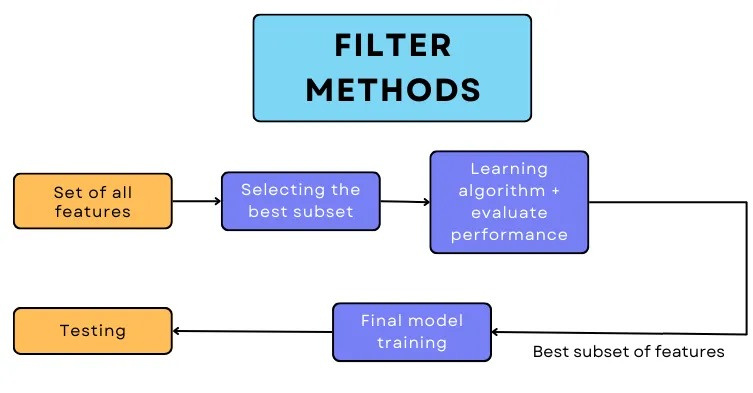 FILTER
METHODS
Set of all
features
Selecting the
best subset
Learning
algorithm +
evaluate
performance
Best subset of features
Final model
training
Testing